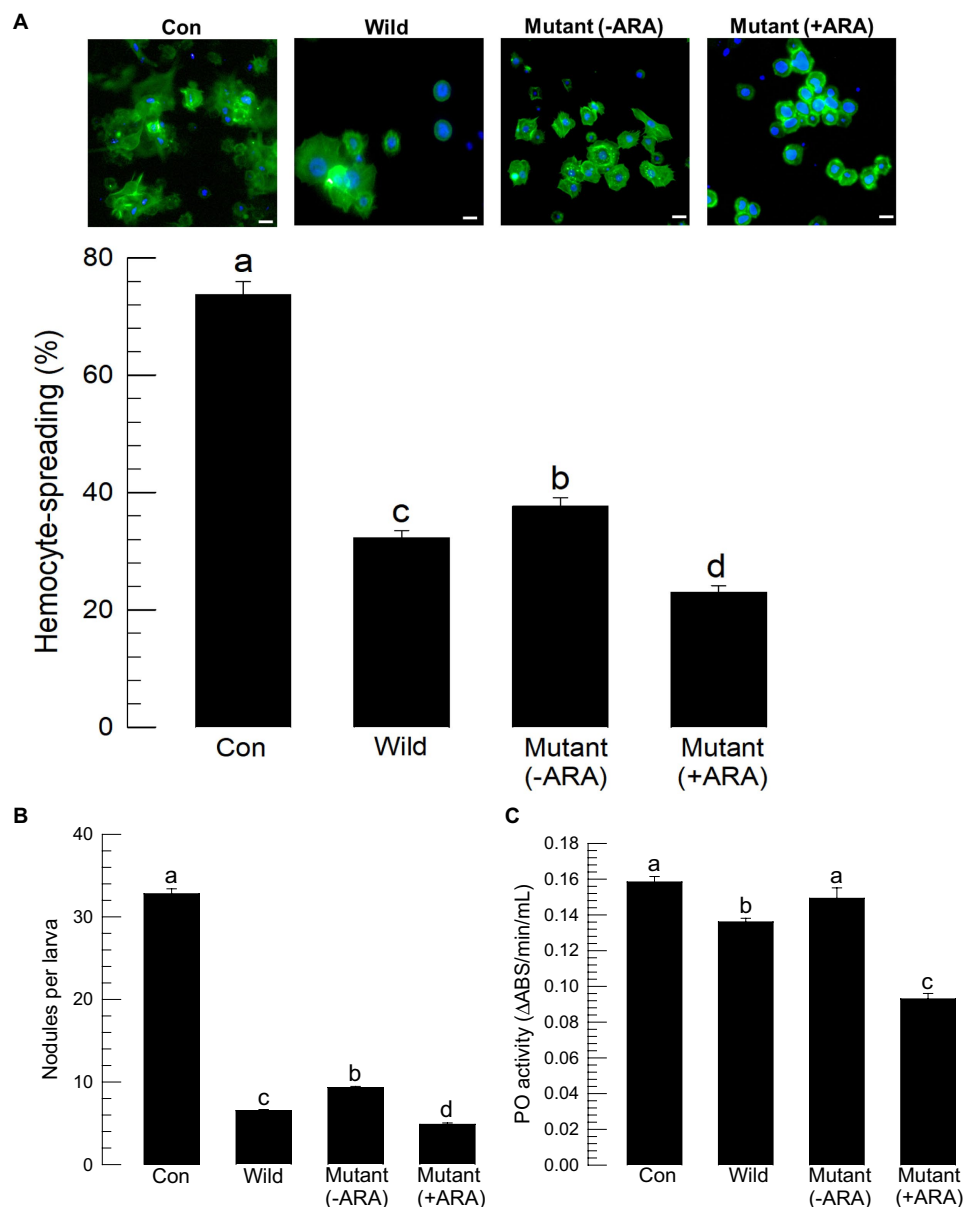 A
Con
Wild
Mutant (-ARA)
Mutant (+ARA)
Hemocyte-spreading (%)
80
60
40
20
0
a
c
b
d
Con
Wild
Mutant
(-ARA)
Mutant
(+ARA)
B
Nodules per larva
40
30
20
10
0
a
c
b
d
Con
Wild
Mutant
(-ARA)
Mutant
(+ARA)
C
PO activity (ΔABS/min/mL)
0.18
0.16
0.14
0.12
0.10
0.08
0.06
0.04
0.02
0.00
a
b
a
c
Con
Wild
Mutant
(-ARA)
Mutant
(+ARA)